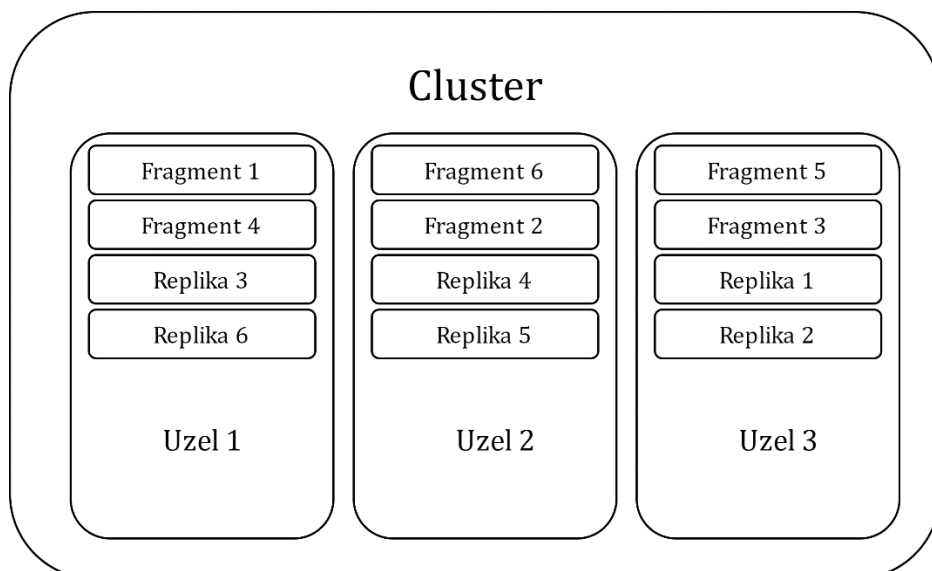 Cluster
Fragment 1
Fragment 4
Replika 3
Replika 6
Uzel 1
Fragment 6
Fragment 2
Replika 4
Replika 5
Uzel 2
Fragment 5
Fragment 3
Replika 1
Replika 2
Uzel 3